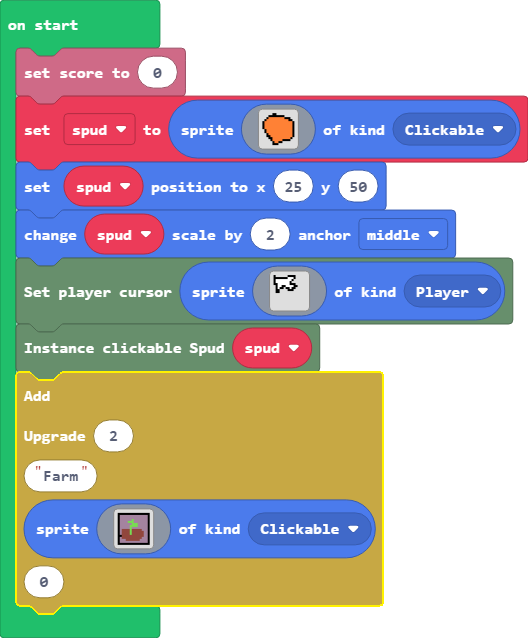 on start
set score to 0
set spud to sprite of kind Clickable
set spud position to x 25 y 50
change spud scale by 2 anchor middle
Set player cursor sprite of kind Player
Instance clickable Spud spud
Add
Upgrade 2
"Farm"
sprite of kind Clickable
0